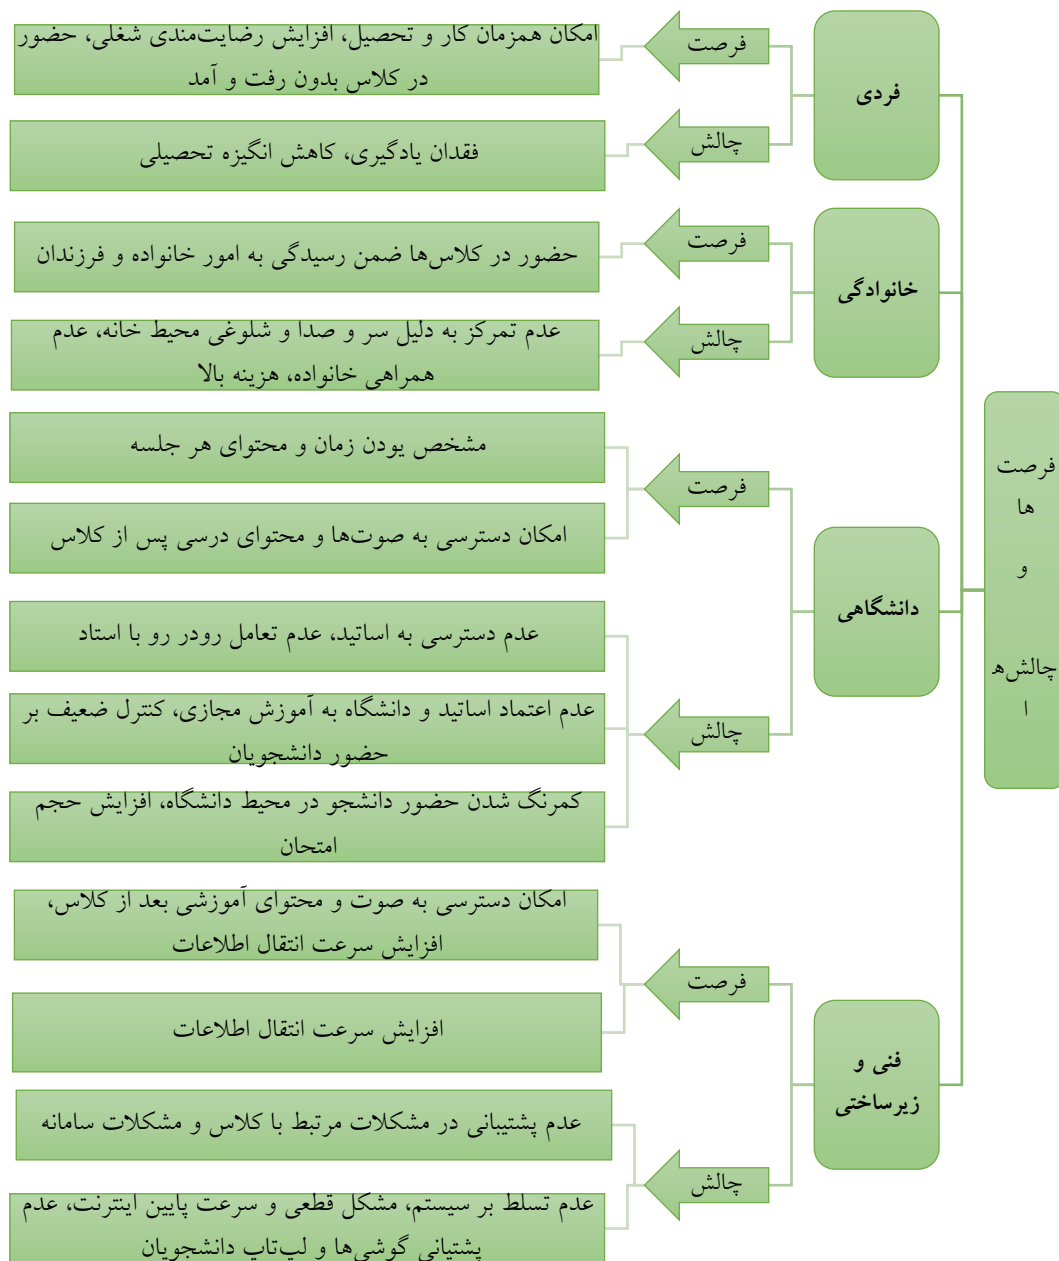 فرصت
ها
و
چالش‌ه
ا
فردی
فرصت
امکان همزمان کار و تحصیل، افزایش رضایت‌مندی شغلی، حضور
در کلاس بدون رفت و آمد
چالش
فقدان یادگیری، کاهش انگیزه تحصیلی
خانوادگی
فرصت
حضور در کلاس‌ها ضمن رسیدگی به امور خانواده و فرزندان
چالش
عدم تمرکز به دلیل سر و صدا و شلوغی محیط خانه، عدم
همراهی خانواده، هزینه بالا
دانشگاهی
فرصت
مشخص یودن زمان و محتوای هر جلسه
امکان دسترسی به صوت‌ها و محتوای درسی پس از کلاس
چالش
عدم دسترسی به اساتید، عدم تعامل رودر رو با استاد
عدم اعتماد اساتید و دانشگاه به آموزش مجازی، کنترل ضعیف بر
حضور دانشجویان
کمرنگ شدن حضور دانشجو در محیط دانشگاه، افزایش حجم
امتحان
فنی و
زیرساختی
فرصت
امکان دسترسی به صوت و محتوای آموزشی بعد از کلاس،
افزایش سرعت انتقال اطلاعات
افزایش سرعت انتقال اطلاعات
چالش
عدم پشتیبانی در مشکلات مرتبط با کلاس و مشکلات سامانه
عدم تسلط بر سیستم، مشکل قطعی و سرعت پایین اینترنت، عدم
پشتیانی گوشی‌ها و لپ‌تاپ دانشجویان